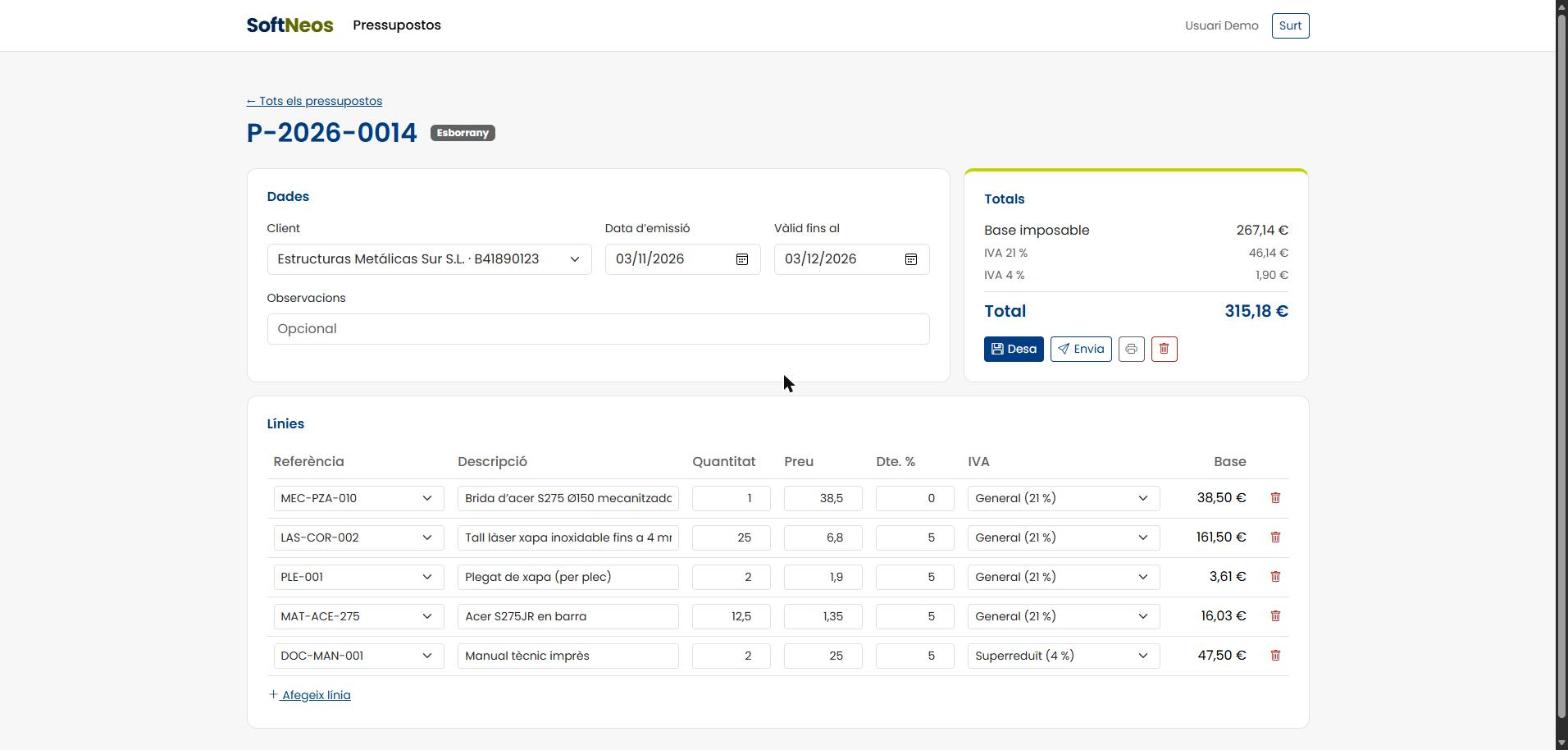 SoftNeos Pressupostos Usuari Demo Surt
← Tots els pressupostos
P-2026-0014 Esborrany
Dades
Client Data d'emissió Vàlid fins al
Estructuras Metálicas Sur S.L. · B41890123 03/11/2026 03/12/2026
Observacions
Opcional
Totals
Base imposable 267,14 €
IVA 21 % 46,14 €
IVA 4 % 1,90 €
Total 315,18 €
Desa Envia
Línies
Referència Descripció Quantitat Preu Dte. % IVA Base
MEC-PZA-010 Brida d'acer S275 Ø150 mecanitzada 1 38,5 0 General (21 %) 38,50 €
LAS-COR-002 Tall làser xapa inoxidable fins a 4 m 25 6,8 5 General (21 %) 161,50 €
PLE-001 Plegat de xapa (per plec) 2 1,9 5 General (21 %) 3,61 €
MAT-ACE-275 Acer S275JR en barra 12,5 1,35 5 General (21 %) 16,03 €
DOC-MAN-001 Manual tècnic imprès 2 25 5 Superreduït (4 %) 47,50 €
+ Afegeix línia